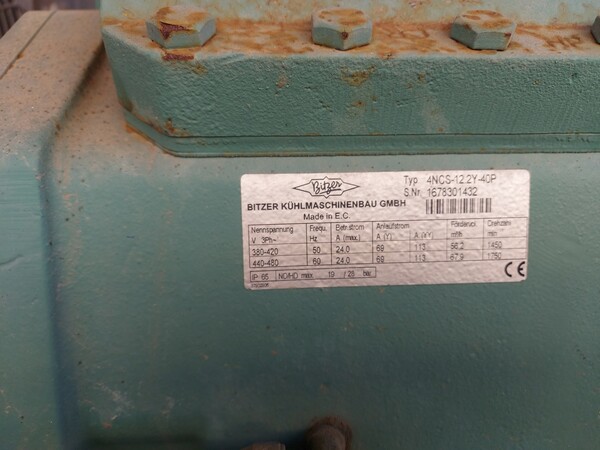 Bitzer
BITZER KÜHLMASCHINENBAU GMBH
Made in E.C.
Typ 4NCS-12.2Y-40P
S.Nr. 1678301432
Nennspannung Frequ. Betr.strom Anlaufstrom Fördervol. Drehzahl
V 3Ph~ Hz A (max.) A (Y) A (YY) m³/h min
380-420 50 24.0 69 113 56.2 1450
440-480 60 24.0 69 113 67.9 1750
IP 65 ND/HD max. 19 / 28 bar
CE